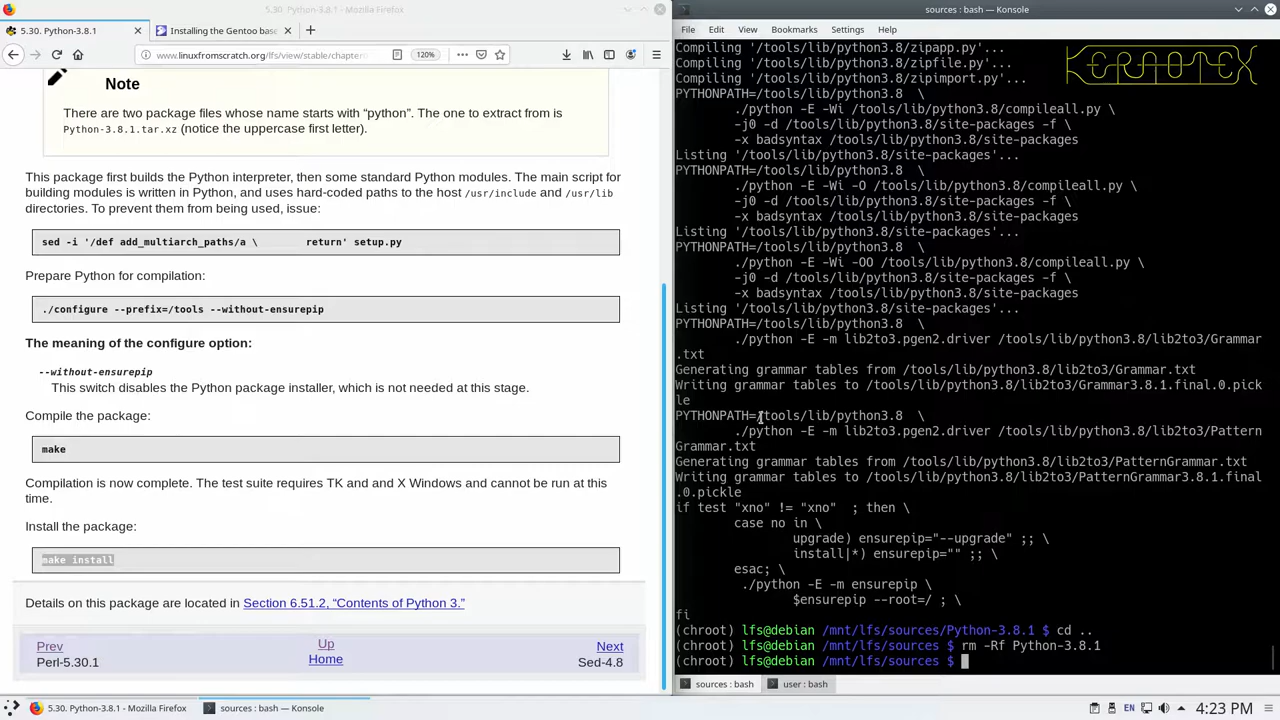 5.30. Python-3.8.1 - Mozilla Firefox
5.30. Python-3.8.1
Installing the Gentoo base
www.linuxfromscratch.org/lfs/view/stable/chapter
120%
Note
There are two package files whose name starts with “python”. The one to extract from is
Python-3.8.1.tar.xz (notice the uppercase first letter).
This package first builds the Python interpreter, then some standard Python modules. The main script for
building modules is written in Python, and uses hard-coded paths to the host /usr/include and /usr/lib
directories. To prevent them from being used, issue:
sed -i '/def add_multiarch_paths/a \        return' setup.py
Prepare Python for compilation:
./configure --prefix=/tools --without-ensurepip
The meaning of the configure option:
--without-ensurepip
This switch disables the Python package installer, which is not needed at this stage.
Compile the package:
make
Compilation is now complete. The test suite requires TK and and X Windows and cannot be run at this
time.
Install the package:
make install
Details on this package are located in Section 6.51.2, “Contents of Python 3.”
Prev
Up
Next
Perl-5.30.1
Home
Sed-4.8
sources : bash — Konsole
File Edit View Bookmarks Settings Help
KERNOTEX
Compiling '/tools/lib/python3.8/zipapp.py'...
Compiling '/tools/lib/python3.8/zipfile.py'...
Compiling '/tools/lib/python3.8/zipimport.py'...
PYTHONPATH=/tools/lib/python3.8  \
./python -E -Wi /tools/lib/python3.8/compileall.py \
-j0 -d /tools/lib/python3.8/site-packages -f \
-x badsyntax /tools/lib/python3.8/site-packages
Listing '/tools/lib/python3.8/site-packages'...
PYTHONPATH=/tools/lib/python3.8  \
./python -E -Wi -O /tools/lib/python3.8/compileall.py \
-j0 -d /tools/lib/python3.8/site-packages -f \
-x badsyntax /tools/lib/python3.8/site-packages
Listing '/tools/lib/python3.8/site-packages'...
PYTHONPATH=/tools/lib/python3.8  \
./python -E -Wi -OO /tools/lib/python3.8/compileall.py \
-j0 -d /tools/lib/python3.8/site-packages -f \
-x badsyntax /tools/lib/python3.8/site-packages
Listing '/tools/lib/python3.8/site-packages'...
PYTHONPATH=/tools/lib/python3.8  \
./python -E -m lib2to3.pgen2.driver /tools/lib/python3.8/lib2to3/Grammar
.txt
Generating grammar tables from /tools/lib/python3.8/lib2to3/Grammar.txt
Writing grammar tables to /tools/lib/python3.8/lib2to3/Grammar3.8.1.final.0.pick
le
PYTHONPATH=/tools/lib/python3.8  \
./python -E -m lib2to3.pgen2.driver /tools/lib/python3.8/lib2to3/Pattern
Grammar.txt
Generating grammar tables from /tools/lib/python3.8/lib2to3/PatternGrammar.txt
Writing grammar tables to /tools/lib/python3.8/lib2to3/PatternGrammar3.8.1.final
.0.pickle
if test "xno" != "xno"  ; then \
case no in \
upgrade) ensurepip="--upgrade" ;; \
install|*) ensurepip="" ;; \
esac; \
./python -E -m ensurepip \
$ensurepip --root=/ ; \
fi
(chroot) lfs@debian /mnt/lfs/sources/Python-3.8.1 $ cd ..
(chroot) lfs@debian /mnt/lfs/sources $ rm -Rf Python-3.8.1
(chroot) lfs@debian /mnt/lfs/sources $
sources : bash
user : bash
5.30. Python-3.8.1 - Mozilla Firefox
sources : bash — Konsole
EN
4:23 PM